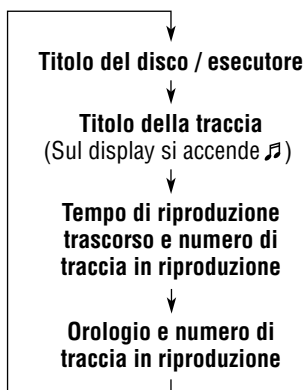 Titolo del disco / esecutore
Titolo della traccia
(Sul display si accende ♫)
Tempo di riproduzione
trascorso e numero di
traccia in riproduzione
Orologio e numero di
traccia in riproduzione